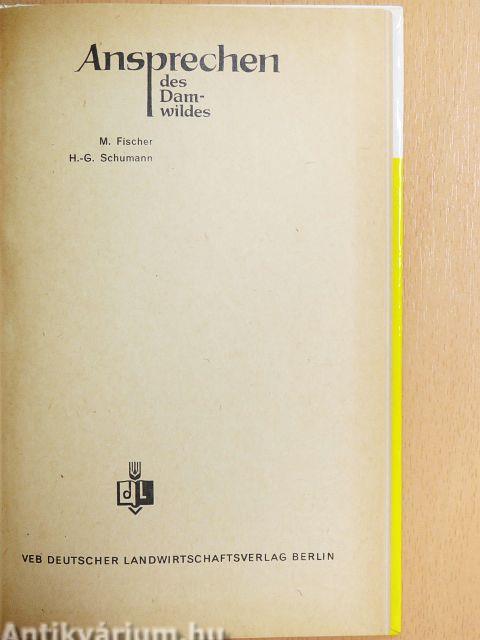 Ansprechen
des
Dam-
wildes
M. Fischer
H.-G. Schumann
dL
VEB DEUTSCHER LANDWIRTSCHAFTSVERLAG BERLIN
Antikvárium.hu